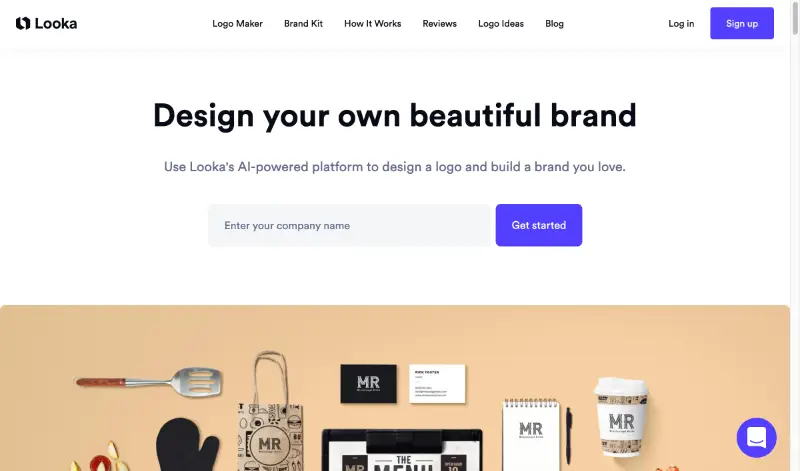 Looka
Logo Maker
Brand Kit
How It Works
Reviews
Logo Ideas
Blog
Log in
Sign up
Design your own beautiful brand
Use Looka's AI-powered platform to design a logo and build a brand you love.
Enter your company name
Get started
MR
MR
MR
MR
THE
MENU